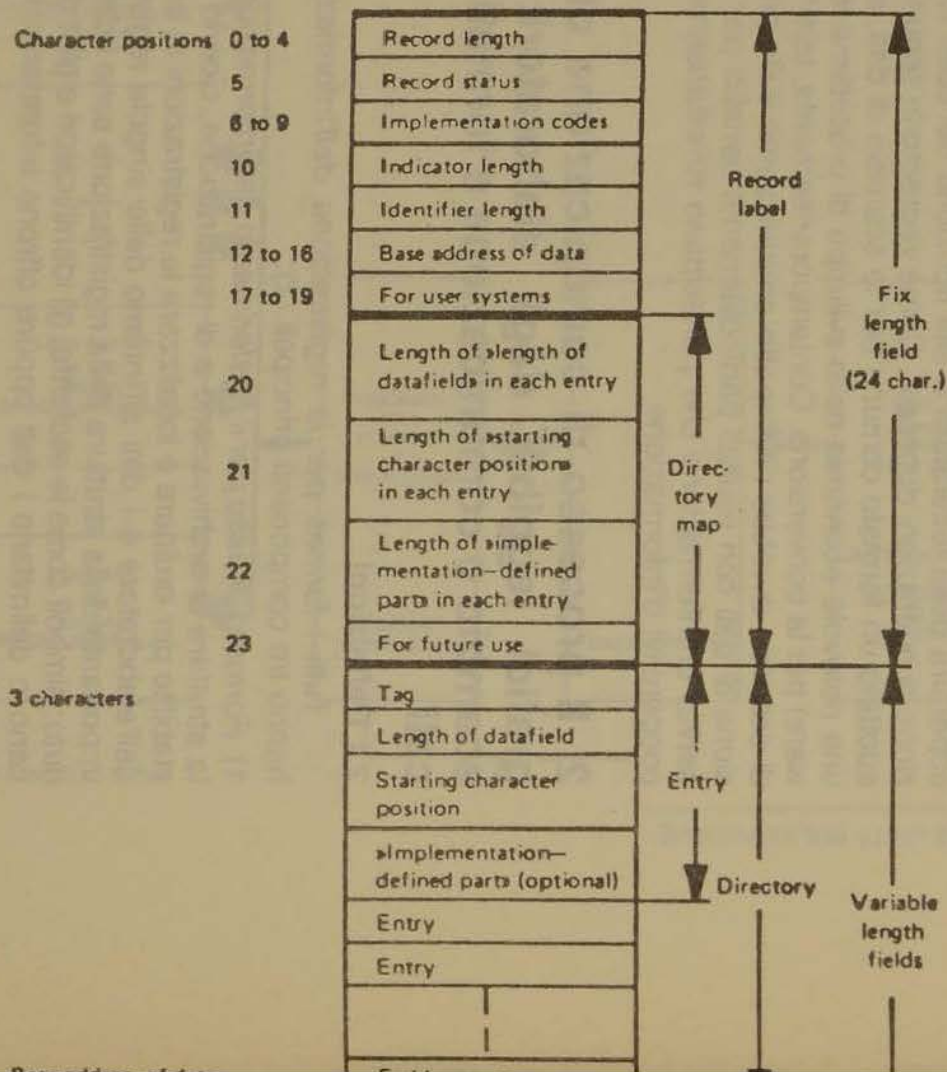 Character positions 0 to 4 Record length
5 Record status
6 to 9 Implementation codes
10 Indicator length
11 Identifier length
Record
label
12 to 16 Base address of data
17 to 19 For user systems
Fix
length
field
(24 char.)
20 Length of »length of
datafield» in each entry
21 Length of »starting
character position»
in each entry
Direc-
tory
map
22 Length of »imple-
mentation—defined
part» in each entry
23 For future use
3 characters Tag
Length of datafield
Starting character
position
Entry
»Implementation—
defined part» (optional)
Directory
Variable
length
fields
Entry
Entry